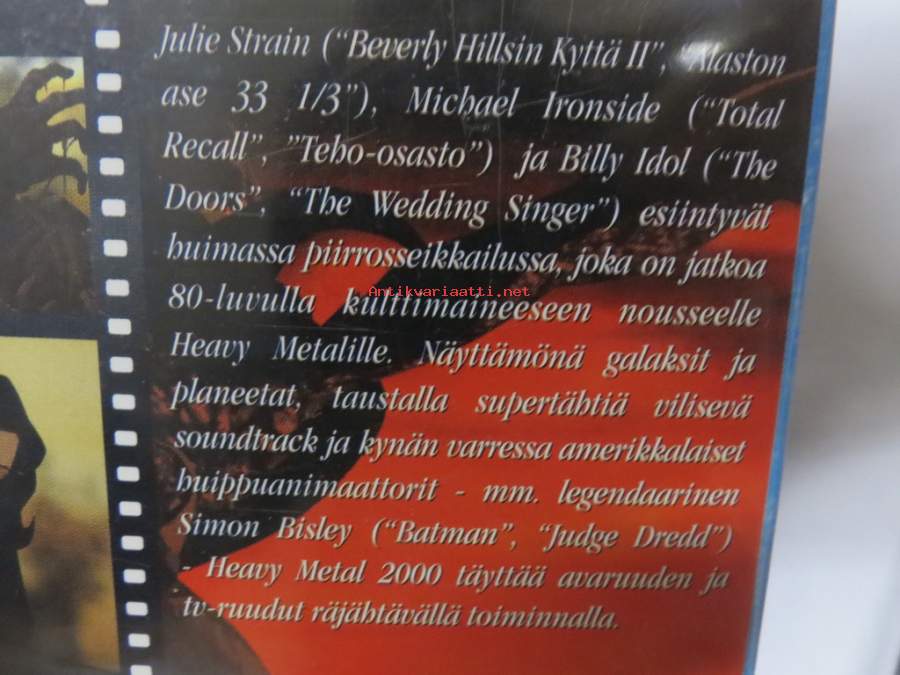 Julie Strain (“Beverly Hillsin Kyttä II”, “Alaston
ase 33 1/3”), Michael Ironside (“Total
Recall”, ”Teho-osasto”) ja Billy Idol (“The
Doors”, “The Wedding Singer”) esiintyvät
huimassa piirrosseikkailussa, joka on jatkoa
Antikvariaatti.net
80-luvulla kulttimaineeseen nousseelle
Heavy Metalille. Näyttämönä galaksit ja
planeetat, taustalla supertähtiä vilisevä
soundtrack ja kynän varressa amerikkalaiset
huippuanimaattorit - mm. legendaarinen
Simon Bisley (“Batman”, “Judge Dredd”)
- Heavy Metal 2000 täyttää avaruuden ja
tv-ruudut räjähtävällä toiminnalla.